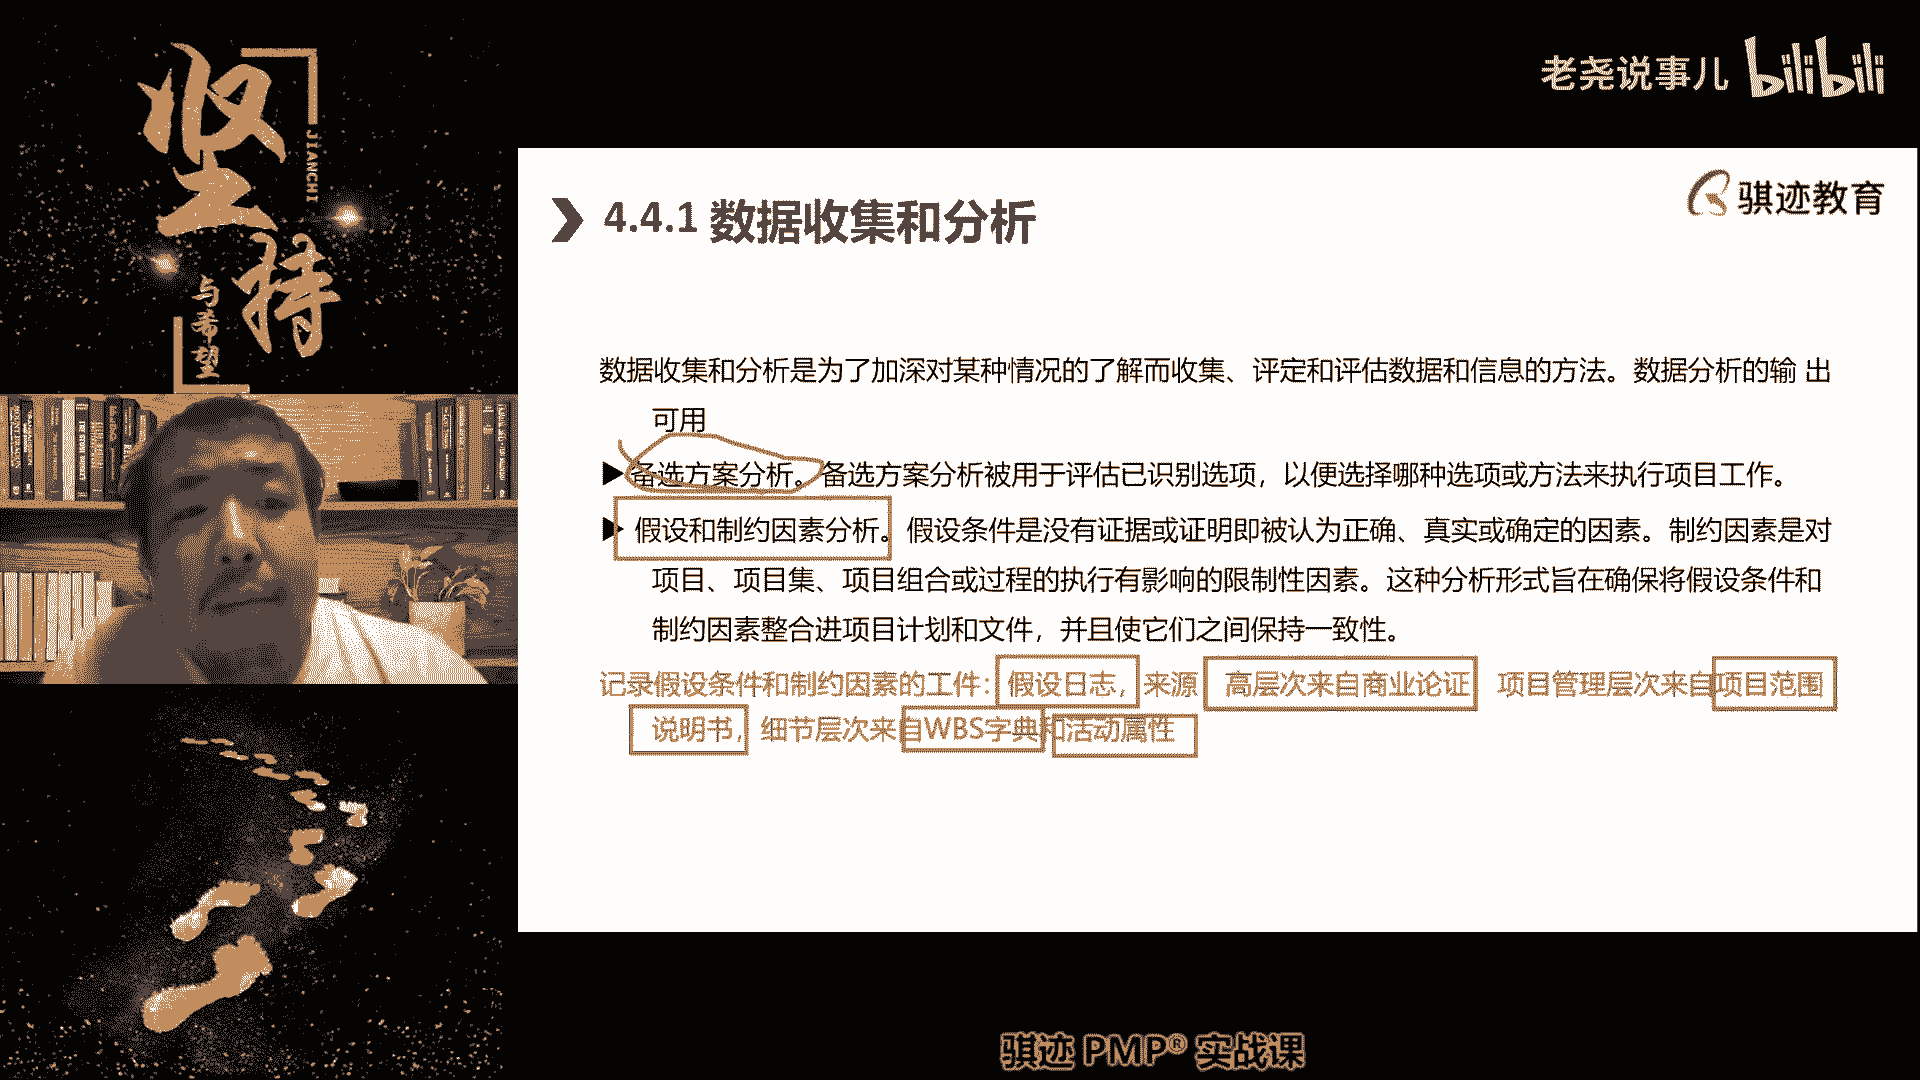 坚持
JIANCHI
与希望
老尧说事儿 bilibili
骐迹教育
4.4.1 数据收集和分析
数据收集和分析是为了加深对某种情况的了解而收集、评定和评估数据和信息的方法。数据分析的输 出
可用
备选方案分析。备选方案分析被用于评估已识别选项，以便选择哪种选项或方法来执行项目工作。
假设和制约因素分析。假设条件是没有证据或证明即被认为正确、真实或确定的因素。制约因素是对
项目、项目集、项目组合或过程的执行有影响的限制性因素。这种分析形式旨在确保将假设条件和
制约因素整合进项目计划和文件，并且使它们之间保持一致性。
记录假设条件和制约因素的工件：假设日志，来源 高层次来自商业论证 项目管理层次来自项目范围
说明书，细节层次来自WBS字典和活动属性
骐迹 PMP® 实战课